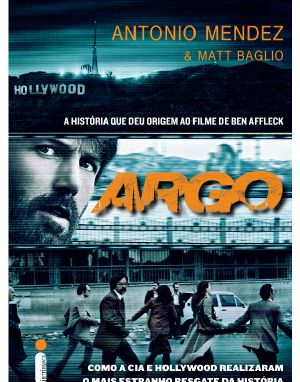 ANTONIO MENDEZ
& MATT BAGLIO
HOLLYWOOD
A HISTÓRIA QUE DEU ORIGEM AO FILME DE BEN AFFLECK
ARGO
COMO A CIA E HOLLYWOOD REALIZARAM
O MAIS ESTRANHO RESGATE DA HISTÓRIA